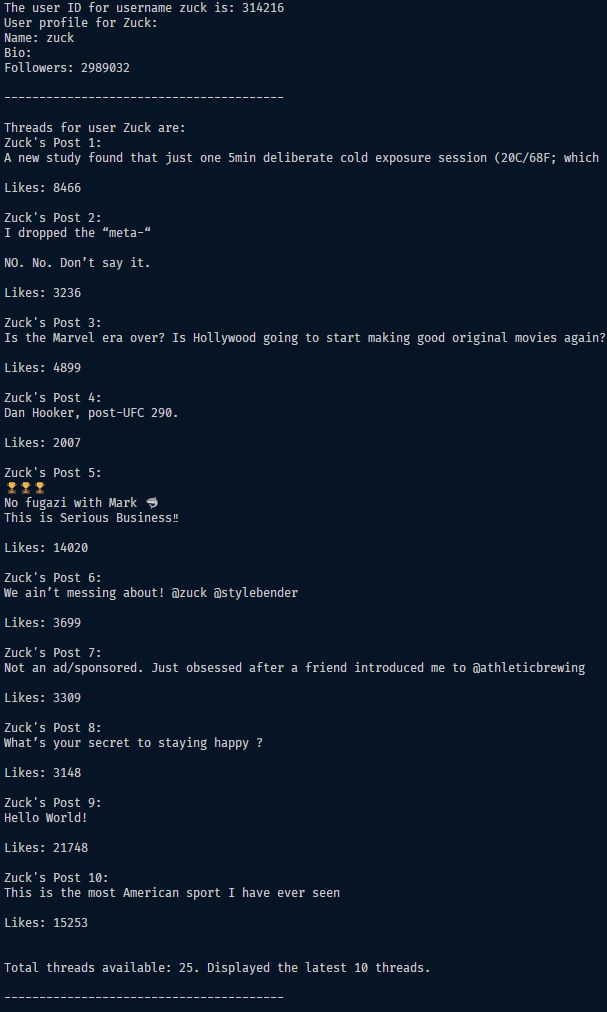 The user ID for username zuck is: 314216
User profile for Zuck:
Name: zuck
Bio:
Followers: 2989032
----------------------------------------
Threads for user Zuck are:
Zuck's Post 1:
A new study found that just one 5min deliberate cold exposure session (20C/68F; which
Likes: 8466
Zuck's Post 2:
I dropped the “meta-“
NO. No. Don’t say it.
Likes: 3236
Zuck's Post 3:
Is the Marvel era over? Is Hollywood going to start making good original movies again?
Likes: 4899
Zuck's Post 4:
Dan Hooker, post-UFC 290.
Likes: 2007
Zuck's Post 5:
🏆🏆🏆
No fugazi with Mark 🦈
This is Serious Business‼
Likes: 14020
Zuck's Post 6:
We ain’t messing about! @zuck @stylebender
Likes: 3699
Zuck's Post 7:
Not an ad/sponsored. Just obsessed after a friend introduced me to @athleticbrewing
Likes: 3309
Zuck's Post 8:
What’s your secret to staying happy ?
Likes: 3148
Zuck's Post 9:
Hello World!
Likes: 21748
Zuck's Post 10:
This is the most American sport I have ever seen
Likes: 15253
Total threads available: 25. Displayed the latest 10 threads.
----------------------------------------